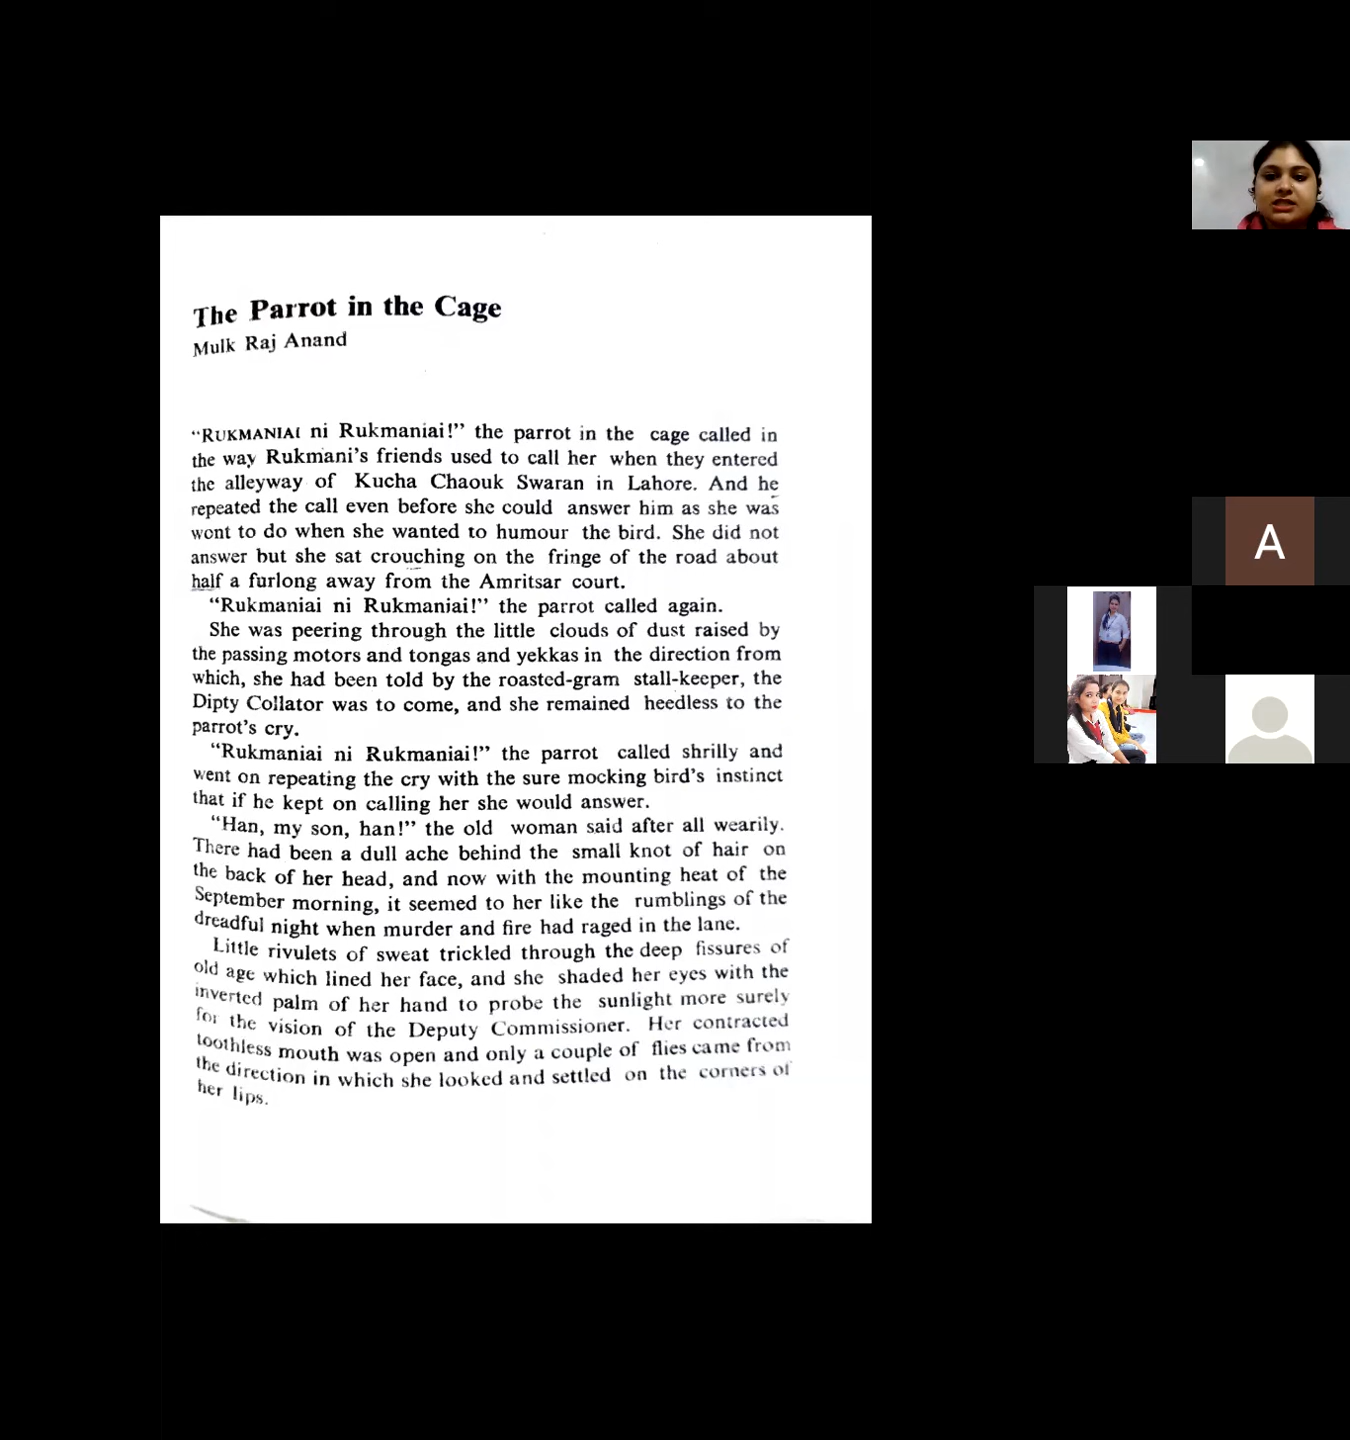 The Parrot in the Cage
Mulk Raj Anand
“RUKMANIAI ni Rukmaniai!” the parrot in the cage called in
the way Rukmani’s friends used to call her when they entered
the alleyway of Kucha Chaouk Swaran in Lahore. And he
repeated the call even before she could answer him as she was
wont to do when she wanted to humour the bird. She did not
answer but she sat crouching on the fringe of the road about
half a furlong away from the Amritsar court.
“Rukmaniai ni Rukmaniai!” the parrot called again.
She was peering through the little clouds of dust raised by
the passing motors and tongas and yekkas in the direction from
which, she had been told by the roasted-gram stall-keeper, the
Dipty Collator was to come, and she remained heedless to the
parrot’s cry.
“Rukmaniai ni Rukmaniai!” the parrot called shrilly and
went on repeating the cry with the sure mocking bird’s instinct
that if he kept on calling her she would answer.
“Han, my son, han!” the old woman said after all wearily.
There had been a dull ache behind the small knot of hair on
the back of her head, and now with the mounting heat of the
September morning, it seemed to her like the rumblings of the
dreadful night when murder and fire had raged in the lane.
Little rivulets of sweat trickled through the deep fissures of
old age which lined her face, and she shaded her eyes with the
inverted palm of her hand to probe the sunlight more surely
for the vision of the Deputy Commissioner. Her contracted
toothless mouth was open and only a couple of flies came from
the direction in which she looked and settled on the corners of
her lips.
A